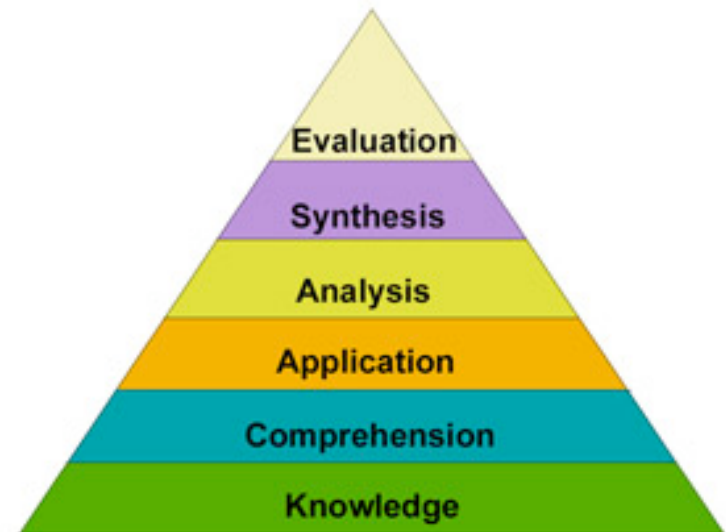 Evaluation
Synthesis
Analysis
Application
Comprehension
Knowledge